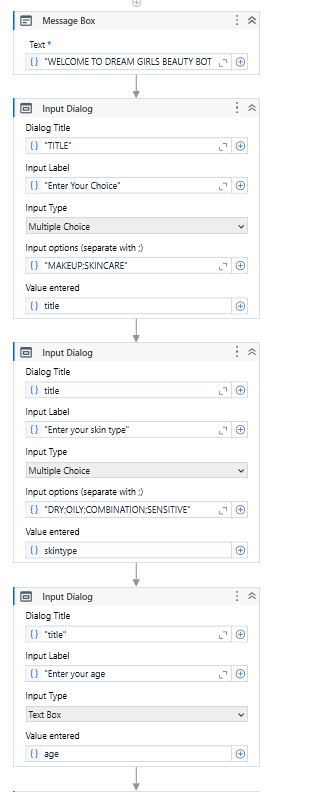 Message Box
Text *
"WELCOME TO DREAM GIRLS BEAUTY BOT
Input Dialog
Dialog Title
"TITLE"
Input Label
"Enter Your Choice"
Input Type
Multiple Choice
Input options (separate with ;)
"MAKEUP;SKINCARE"
Value entered
title
Input Dialog
Dialog Title
title
Input Label
"Enter your skin type"
Input Type
Multiple Choice
Input options (separate with ;)
"DRY;OILY;COMBINATION;SENSITIVE"
Value entered
skintype
Input Dialog
Dialog Title
"title"
Input Label
"Enter your age
Input Type
Text Box
Value entered
age